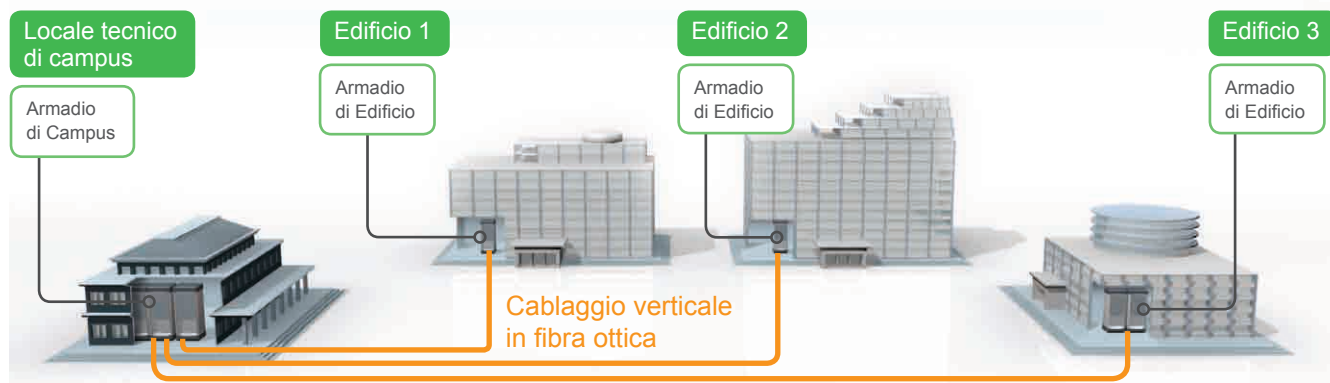 Locale tecnico
di campus
Armadio
di Campus
Edificio 1
Armadio
di Edificio
Edificio 2
Armadio
di Edificio
Edificio 3
Armadio
di Edificio
Cablaggio verticale
in fibra ottica